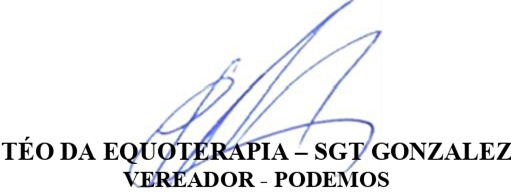 TÉO DA EQUOTERAPIA – SGT GONZALEZ
VEREADOR - PODEMOS